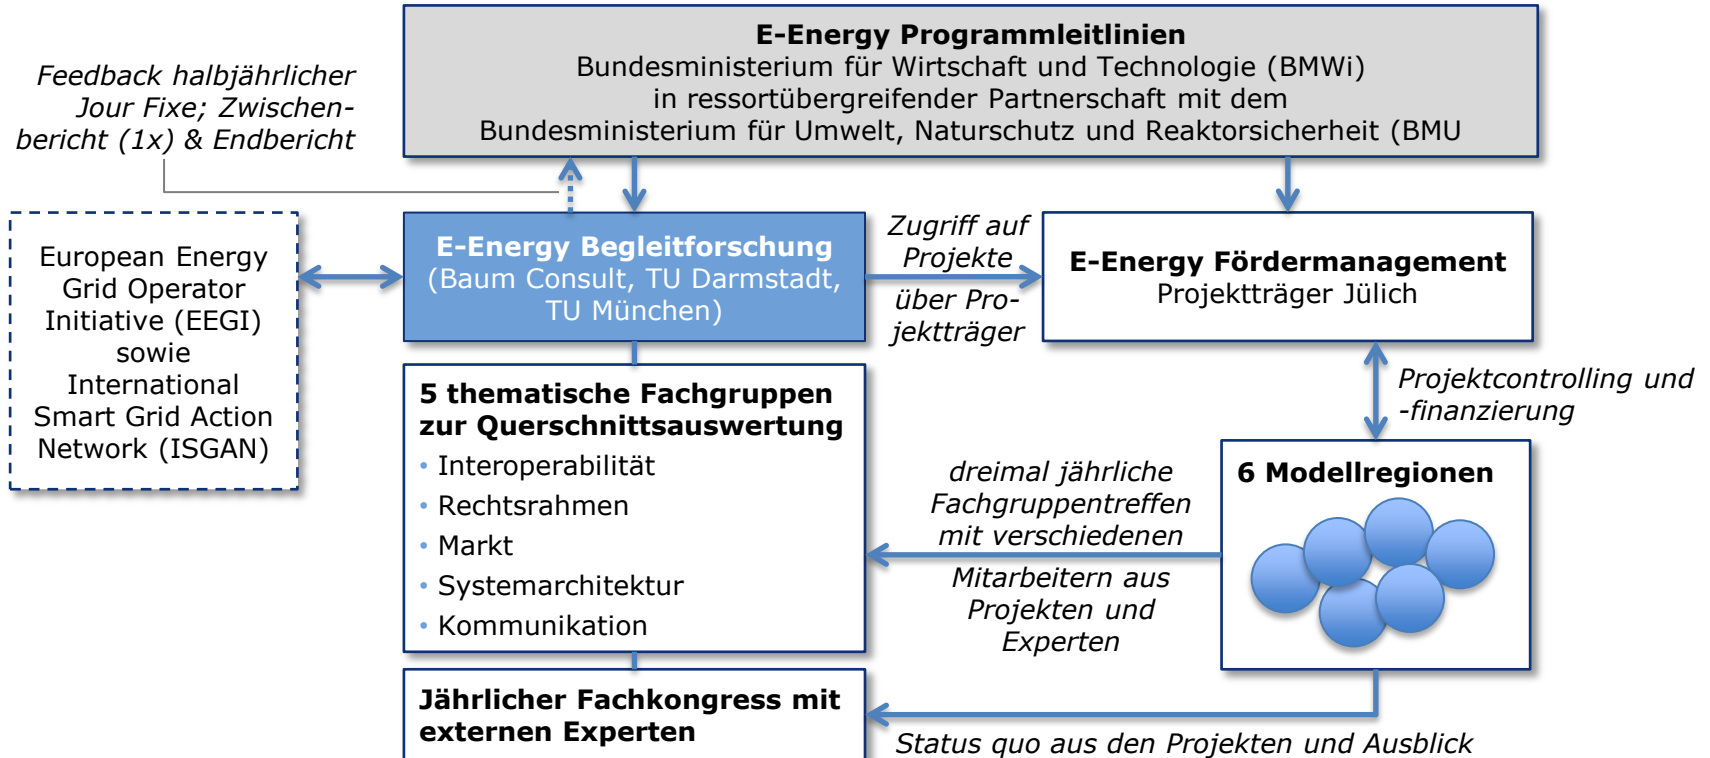 E-Energy Programmleitlinien
Bundesministerium für Wirtschaft und Technologie (BMWi)
in ressortübergreifender Partnerschaft mit dem
Bundesministerium für Umwelt, Naturschutz und Reaktorsicherheit (BMU
Feedback halbjährlicher
Jour Fixe; Zwischen-
bericht (1x) & Endbericht
European Energy
Grid Operator
Initiative (EEGI)
sowie
International
Smart Grid Action
Network (ISGAN)
E-Energy Begleitforschung
(Baum Consult, TU Darmstadt,
TU München)
Zugriff auf
Projekte
über Pro-
jektträger
E-Energy Fördermanagement
Projektträger Jülich
Projektcontrolling und
-finanzierung
5 thematische Fachgruppen
zur Querschnittsauswertung
• Interoperabilität
• Rechtsrahmen
• Markt
• Systemarchitektur
• Kommunikation
dreimal jährliche
Fachgruppentreffen
mit verschiedenen
Mitarbeitern aus
Projekten und
Experten
6 Modellregionen
Jährlicher Fachkongress mit
externen Experten
Status quo aus den Projekten und Ausblick